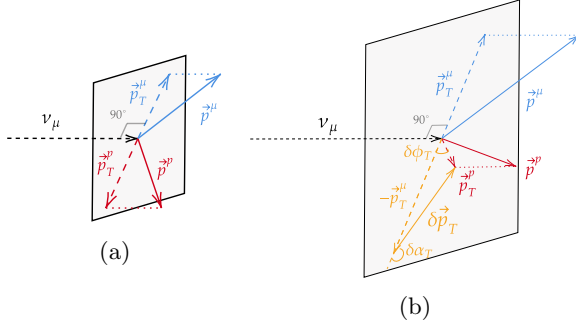 ν_μ
90°
p⃗_T^μ
p⃗^μ
p⃗_T^p
p⃗^p
(a)
ν_μ
90°
p⃗_T^μ
p⃗^μ
δϕ_T
p⃗_T^p
p⃗^p
−p⃗_T^μ
δp⃗_T
δα_T
(b)